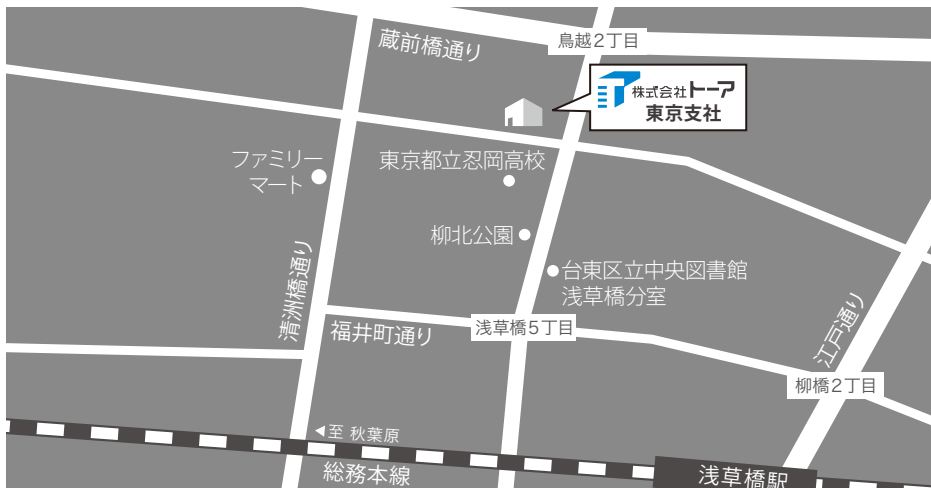 鳥越2丁目
蔵前橋通り
株式会社トーア
東京支社
ファミリー
マート
東京都立忍岡高校
柳北公園
台東区立中央図書館
浅草橋分室
清洲橋通り
福井町通り
浅草橋5丁目
江戸通り
柳橋2丁目
◀至 秋葉原
総務本線
浅草橋駅